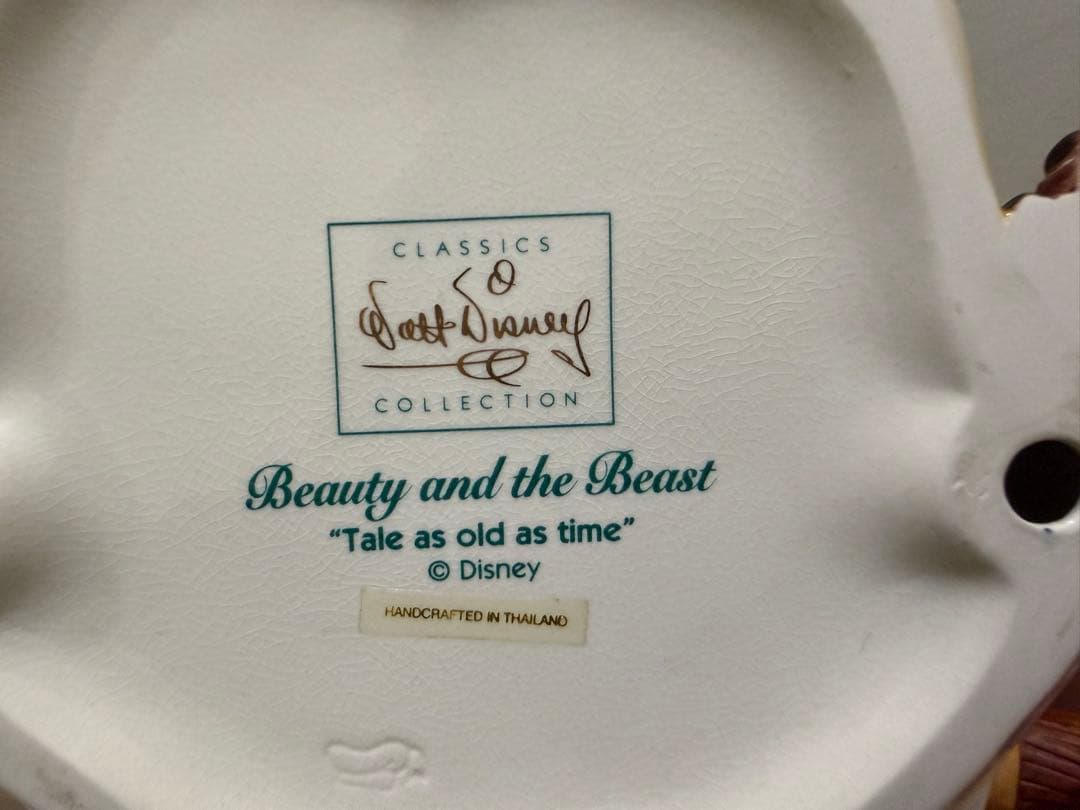 CLASSICS
Walt Disney
COLLECTION
Beauty and the Beast
“Tale as old as time”
© Disney
HANDCRAFTED IN THAILAND